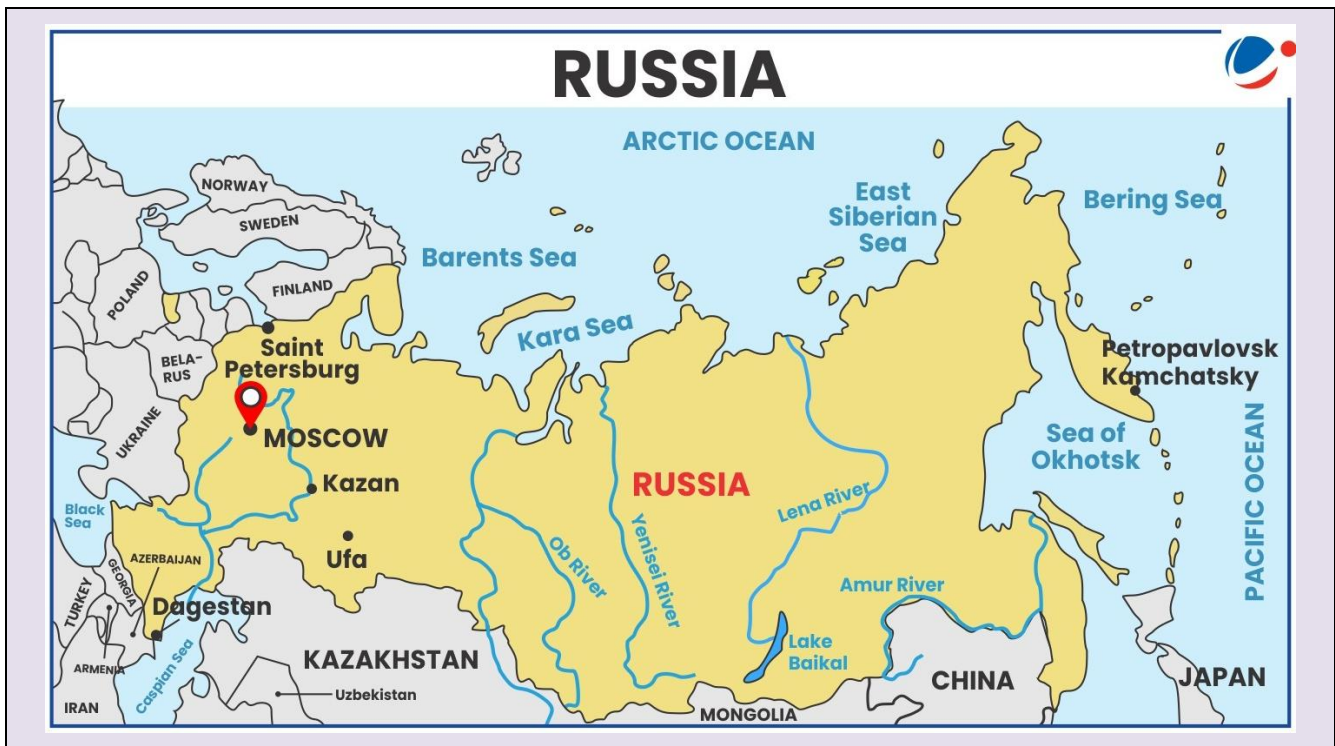 RUSSIA
ARCTIC OCEAN
NORWAY
SWEDEN
FINLAND
POLAND
BELA-
RUS
UKRAINE
Barents Sea
Kara Sea
East
Siberian
Sea
Bering Sea
Saint
Petersburg
MOSCOW
Kazan
Ufa
RUSSIA
Petropavlovsk
Kamchatsky
Sea of
Okhotsk
PACIFIC OCEAN
Black
Sea
AZERBAIJAN
GEORGIA
TURKEY
Dagestan
ARMENIA
IRAN
Caspian Sea
KAZAKHSTAN
Uzbekistan
Ob River
Yenisei River
Lena River
Amur River
Lake
Baikal
MONGOLIA
CHINA
JAPAN